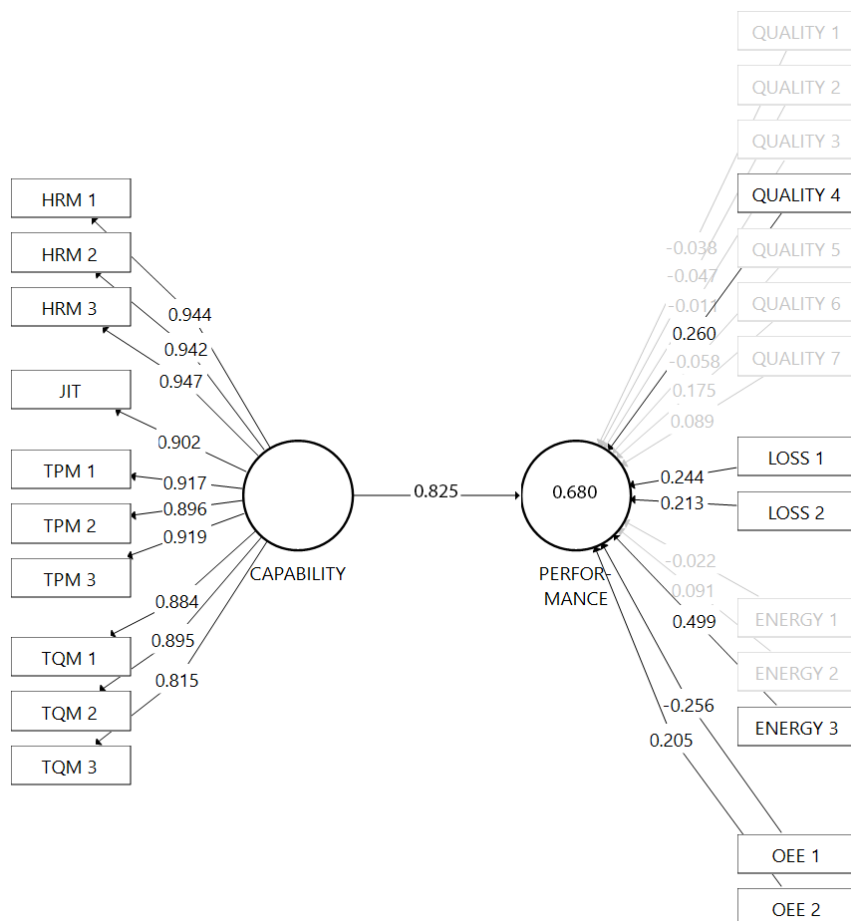 QUALITY 1
QUALITY 2
QUALITY 3
QUALITY 4
QUALITY 5
QUALITY 6
QUALITY 7
HRM 1
HRM 2
HRM 3
JIT
TPM 1
TPM 2
TPM 3
TQM 1
TQM 2
TQM 3
0.944
0.942
0.947
0.902
0.917
0.896
0.919
0.884
0.895
0.815
CAPABILITY
0.825
0.680
PERFOR-
MANCE
-0.038
-0.047
-0.011
0.260
-0.058
0.175
0.089
0.244
0.213
-0.022
0.091
0.499
-0.256
0.205
LOSS 1
LOSS 2
ENERGY 1
ENERGY 2
ENERGY 3
OEE 1
OEE 2